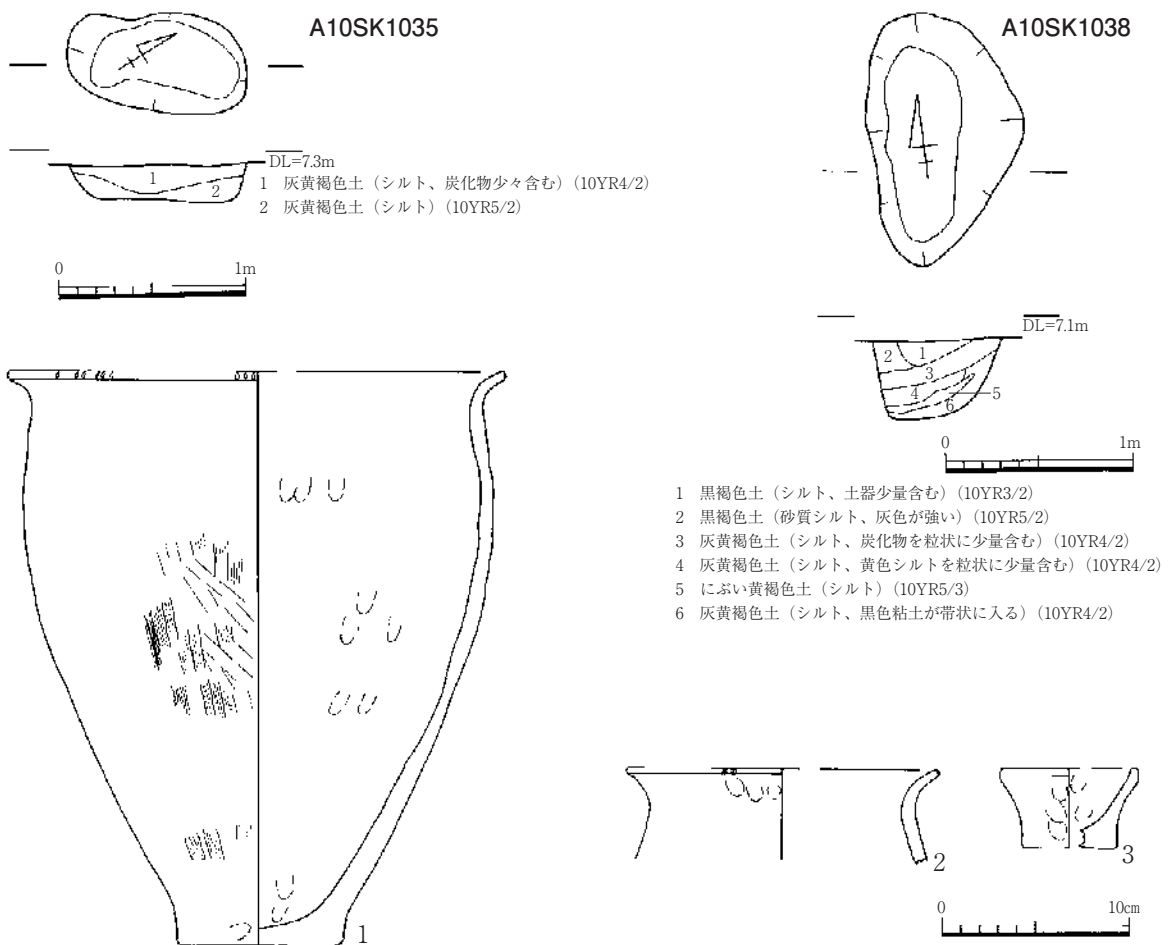 A10SK1035
DL=7.3m
1
2
1 灰黄褐色土（シルト、炭化物少々含む）（10YR4/2）
2 灰黄褐色土（シルト）（10YR5/2）
0 1m
1
A10SK1038
DL=7.1m
2 1
3
4
5
6
0 1m
1 黒褐色土（シルト、土器少量含む）（10YR3/2）
2 黒褐色土（砂質シルト、灰色が強い）（10YR5/2）
3 灰黄褐色土（シルト、炭化物を粒状に少量含む）（10YR4/2）
4 灰黄褐色土（シルト、黄色シルトを粒状に少量含む）（10YR4/2）
5 にぶい黄褐色土（シルト）（10YR5/3）
6 灰黄褐色土（シルト、黒色粘土が帯状に入る）（10YR4/2）
2
3
0 10㎝